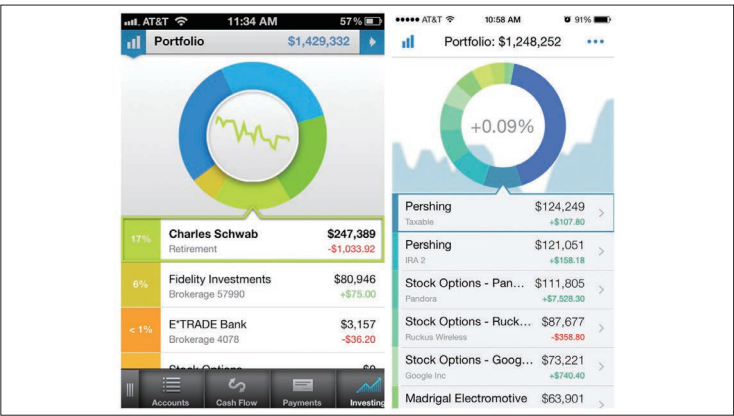 AT&T 11:34 AM 57%
Portfolio $1,429,332
17% Charles Schwab $247,389
Retirement -$1,033.92
6% Fidelity Investments $80,946
Brokerage 57990 +$75.00
< 1% E*TRADE Bank $3,157
Brokerage 4078 -$36.20
Stock Options $0
Accounts Cash Flow Payments Investing
AT&T 10:58 AM 91%
Portfolio: $1,248,252
+0.09%
Pershing $124,249
Taxable +$107.80
Pershing $121,051
IRA 2 +$158.18
Stock Options - Pan... $111,805
Pandora +$7,528.30
Stock Options - Ruck... $87,677
Ruckus Wireless -$358.80
Stock Options - Goog... $73,221
Google Inc +$740.40
Madrigal Electromotive $63,901